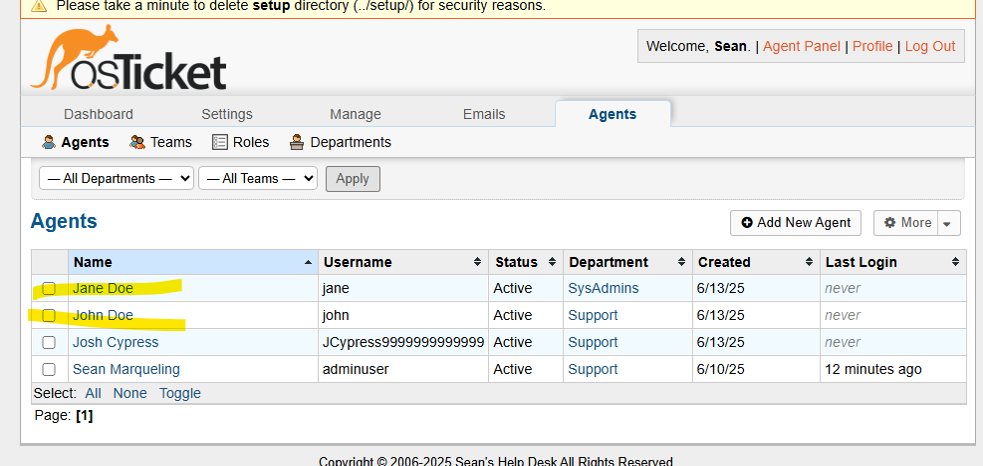 Please take a minute to delete setup directory (../setup/) for security reasons.
osTicket
Welcome, Sean. | Agent Panel | Profile | Log Out
Dashboard Settings Manage Emails Agents
Agents Teams Roles Departments
— All Departments — — All Teams — Apply
Agents
Add New Agent More
Name Username Status Department Created Last Login
Jane Doe jane Active SysAdmins 6/13/25 never
John Doe john Active Support 6/13/25 never
Josh Cypress JCypress9999999999999 Active Support 6/13/25 never
Sean Marqueling adminuser Active Support 6/10/25 12 minutes ago
Select: All None Toggle
Page: [1]
Copyright © 2006-2025 Sean's Help Desk All Rights Reserved